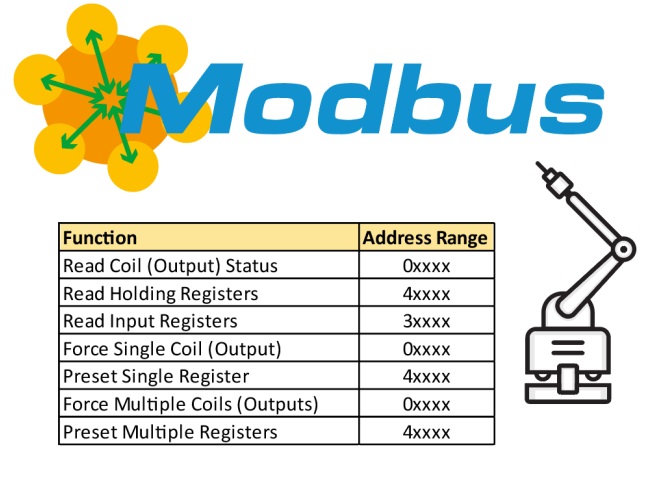 Modbus
Function Address Range
Read Coil (Output) Status 0xxxx
Read Holding Registers 4xxxx
Read Input Registers 3xxxx
Force Single Coil (Output) 0xxxx
Preset Single Register 4xxxx
Force Multiple Coils (Outputs) 0xxxx
Preset Multiple Registers 4xxxx